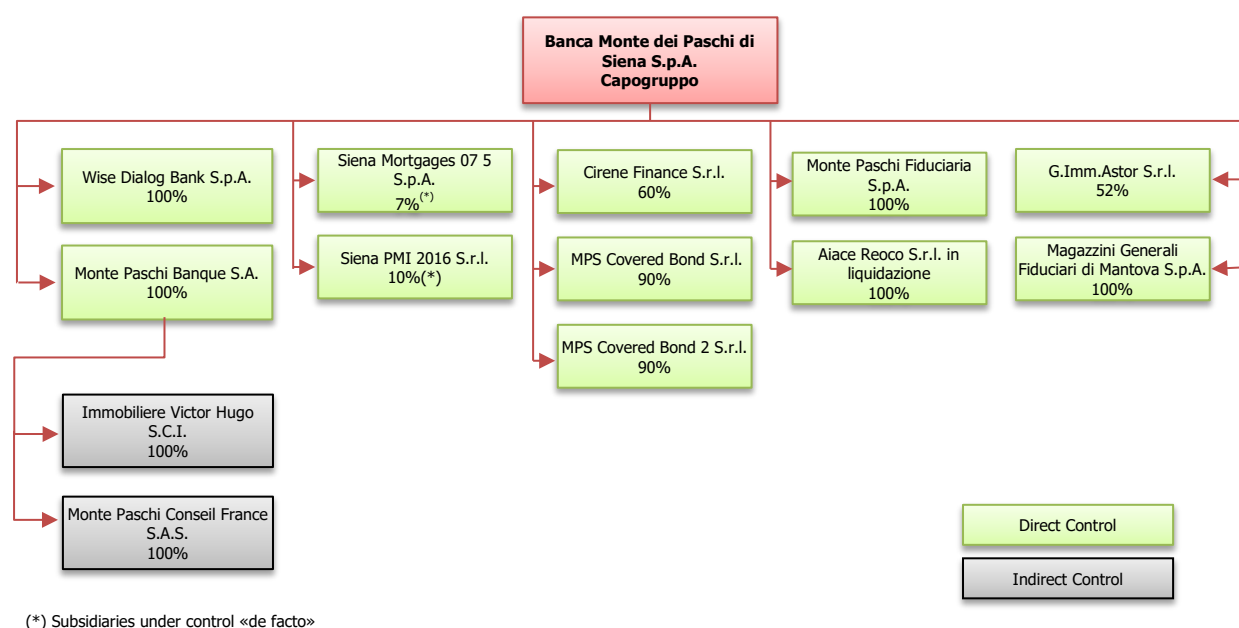 Banca Monte dei Paschi di
Siena S.p.A.
Capogruppo
Wise Dialog Bank S.p.A.
100%
Monte Paschi Banque S.A.
100%
Immobiliere Victor Hugo
S.C.I.
100%
Monte Paschi Conseil France
S.A.S.
100%
Siena Mortgages 07 5
S.p.A.
7%(*)
Siena PMI 2016 S.r.l.
10%(*)
Cirene Finance S.r.l.
60%
MPS Covered Bond S.r.l.
90%
MPS Covered Bond 2 S.r.l.
90%
Monte Paschi Fiduciaria
S.p.A.
100%
Aiace Reoco S.r.l. in
liquidazione
100%
G.Imm.Astor S.r.l.
52%
Magazzini Generali
Fiduciari di Mantova S.p.A.
100%
Direct Control
Indirect Control
(*) Subsidiaries under control «de facto»